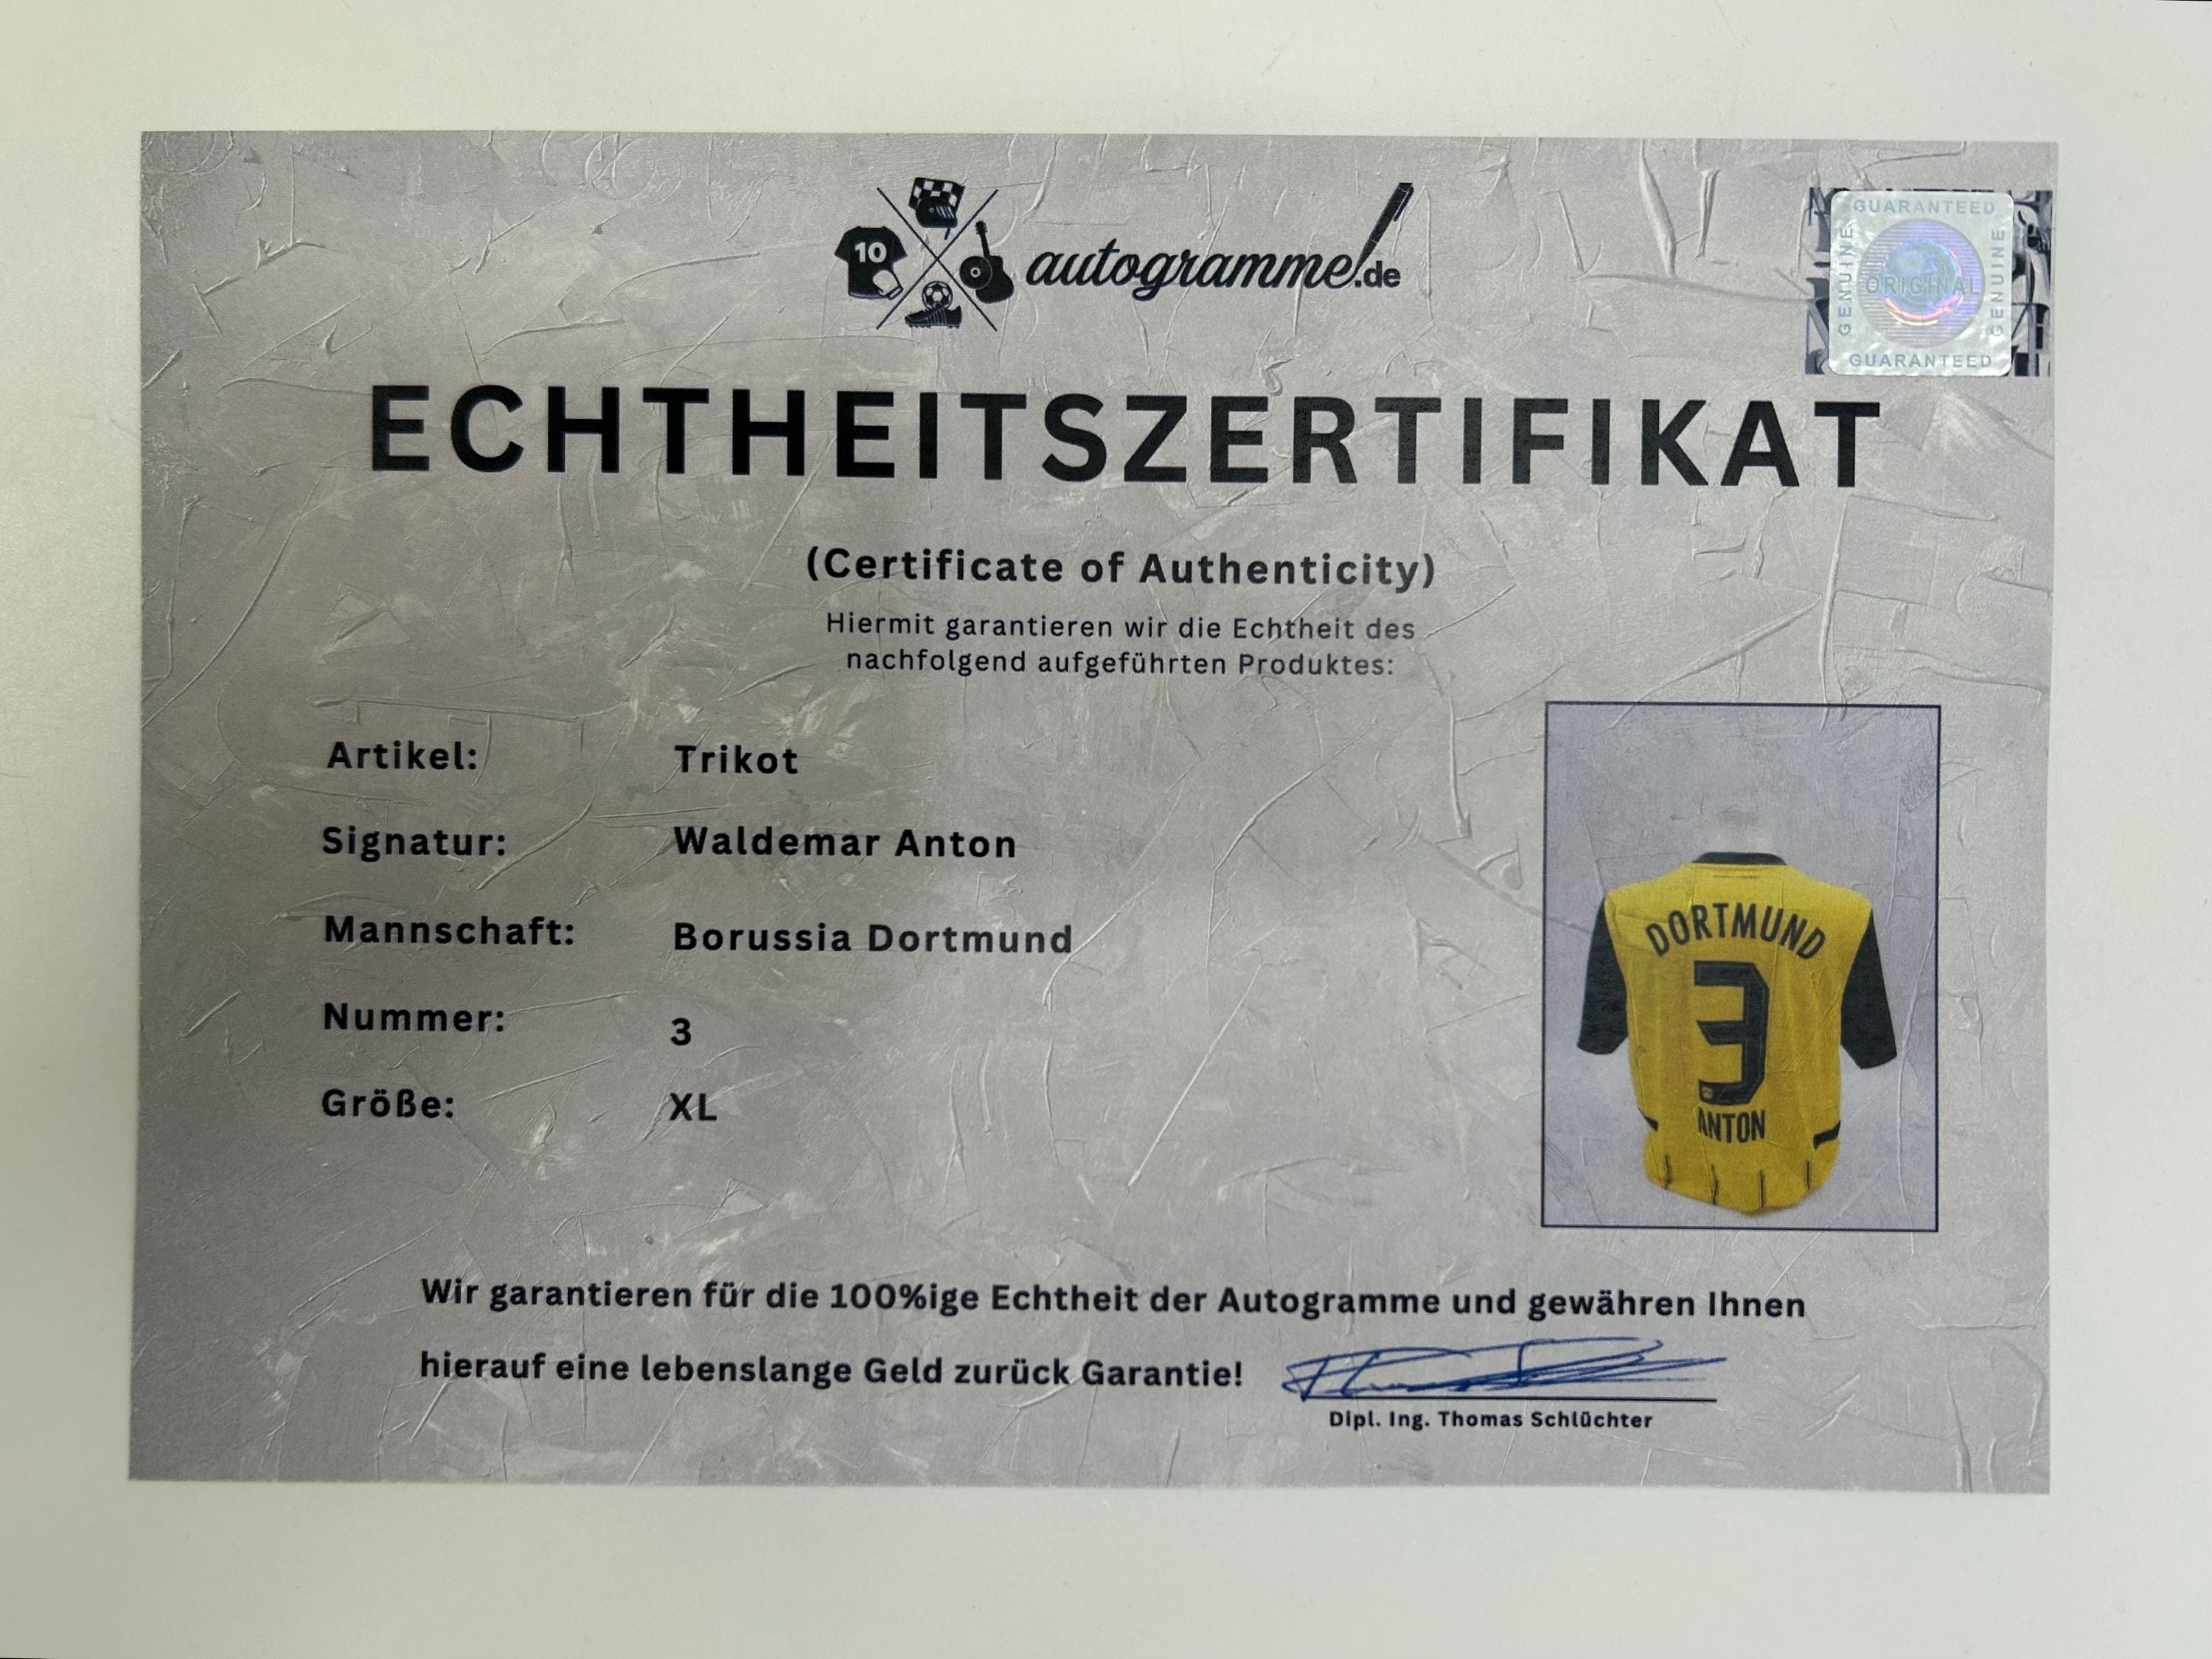 10
autogramme.de
GUARANTEED
GENUINE
ORIGINAL
GENUINE
GUARANTEED
ECHTHEITSZERTIFIKAT
(Certificate of Authenticity)
Hiermit garantieren wir die Echtheit des
nachfolgend aufgeführten Produktes:
Artikel: Trikot
Signatur: Waldemar Anton
Mannschaft: Borussia Dortmund
Nummer: 3
Größe: XL
DORTMUND
3
ANTON
Wir garantieren für die 100%ige Echtheit der Autogramme und gewähren Ihnen
hierauf eine lebenslange Geld zurück Garantie!
Dipl. Ing. Thomas Schlüchter